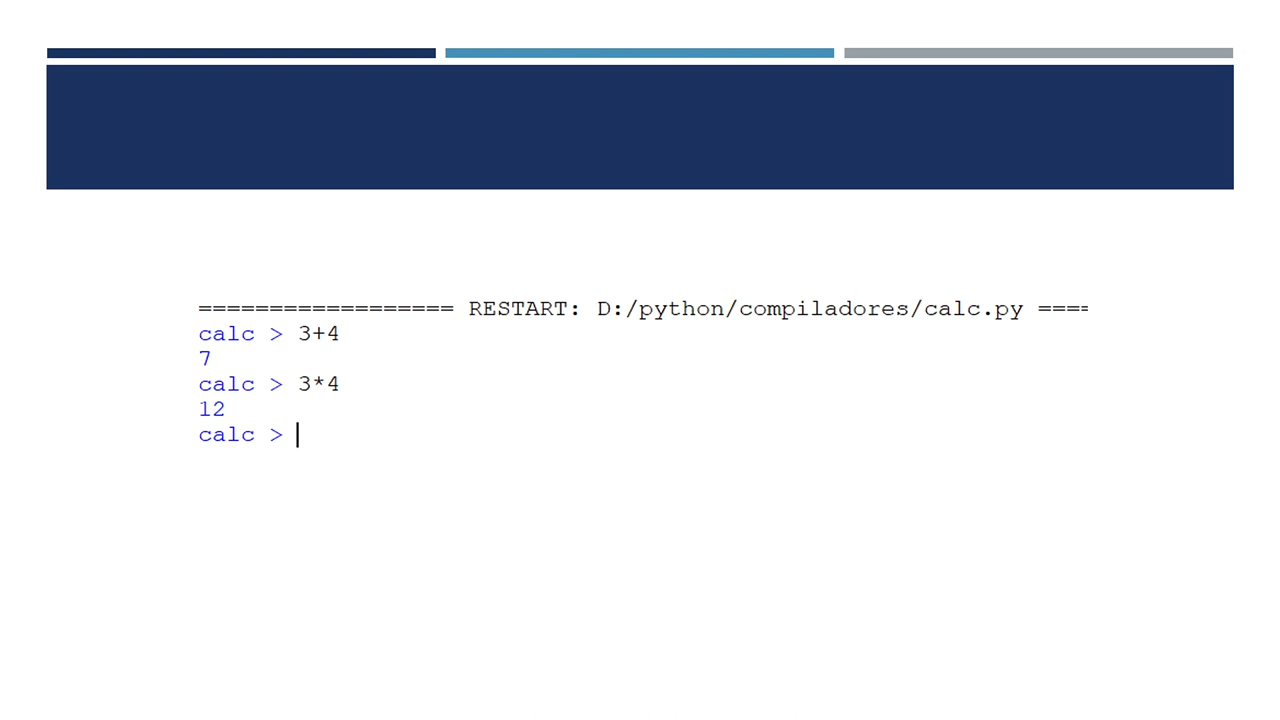 ================== RESTART: D:/python/compiladores/calc.py ====
calc > 3+4
7
calc > 3*4
12
calc >